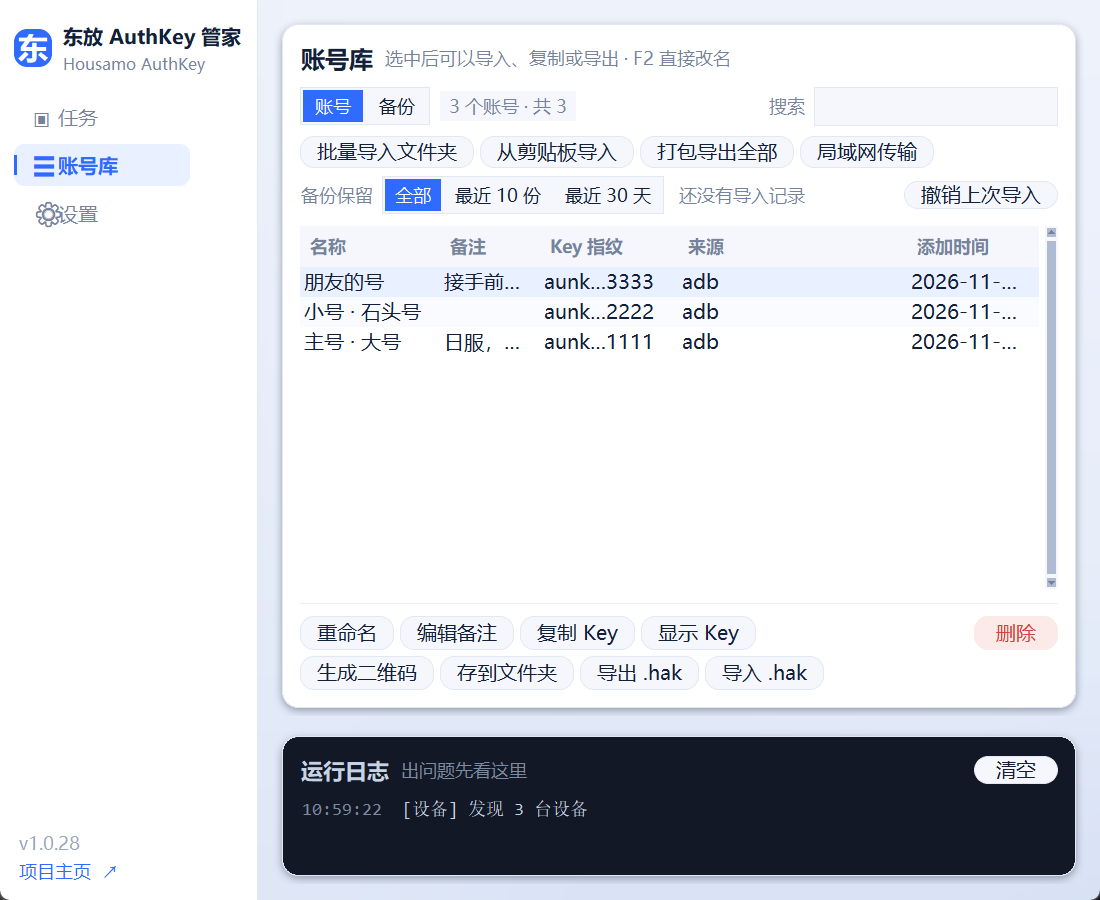 东
东放 AuthKey 管家
Housamo AuthKey
任务
账号库
设置
v1.0.28
项目主页 ↗
账号库 选中后可以导入、复制或导出 · F2 直接改名
账号 备份 3 个账号 · 共 3 搜索
批量导入文件夹 从剪贴板导入 打包导出全部 局域网传输
备份保留 全部 最近 10 份 最近 30 天 还没有导入记录 撤销上次导入
名称 备注 Key 指纹 来源 添加时间
朋友的号 接手前... aunk...3333 adb 2026-11-...
小号 · 石头号 aunk...2222 adb 2026-11-...
主号 · 大号 日服，... aunk...1111 adb 2026-11-...
重命名 编辑备注 复制 Key 显示 Key 删除
生成二维码 存到文件夹 导出 .hak 导入 .hak
运行日志 出问题先看这里 清空
10:59:22 [设备] 发现 3 台设备